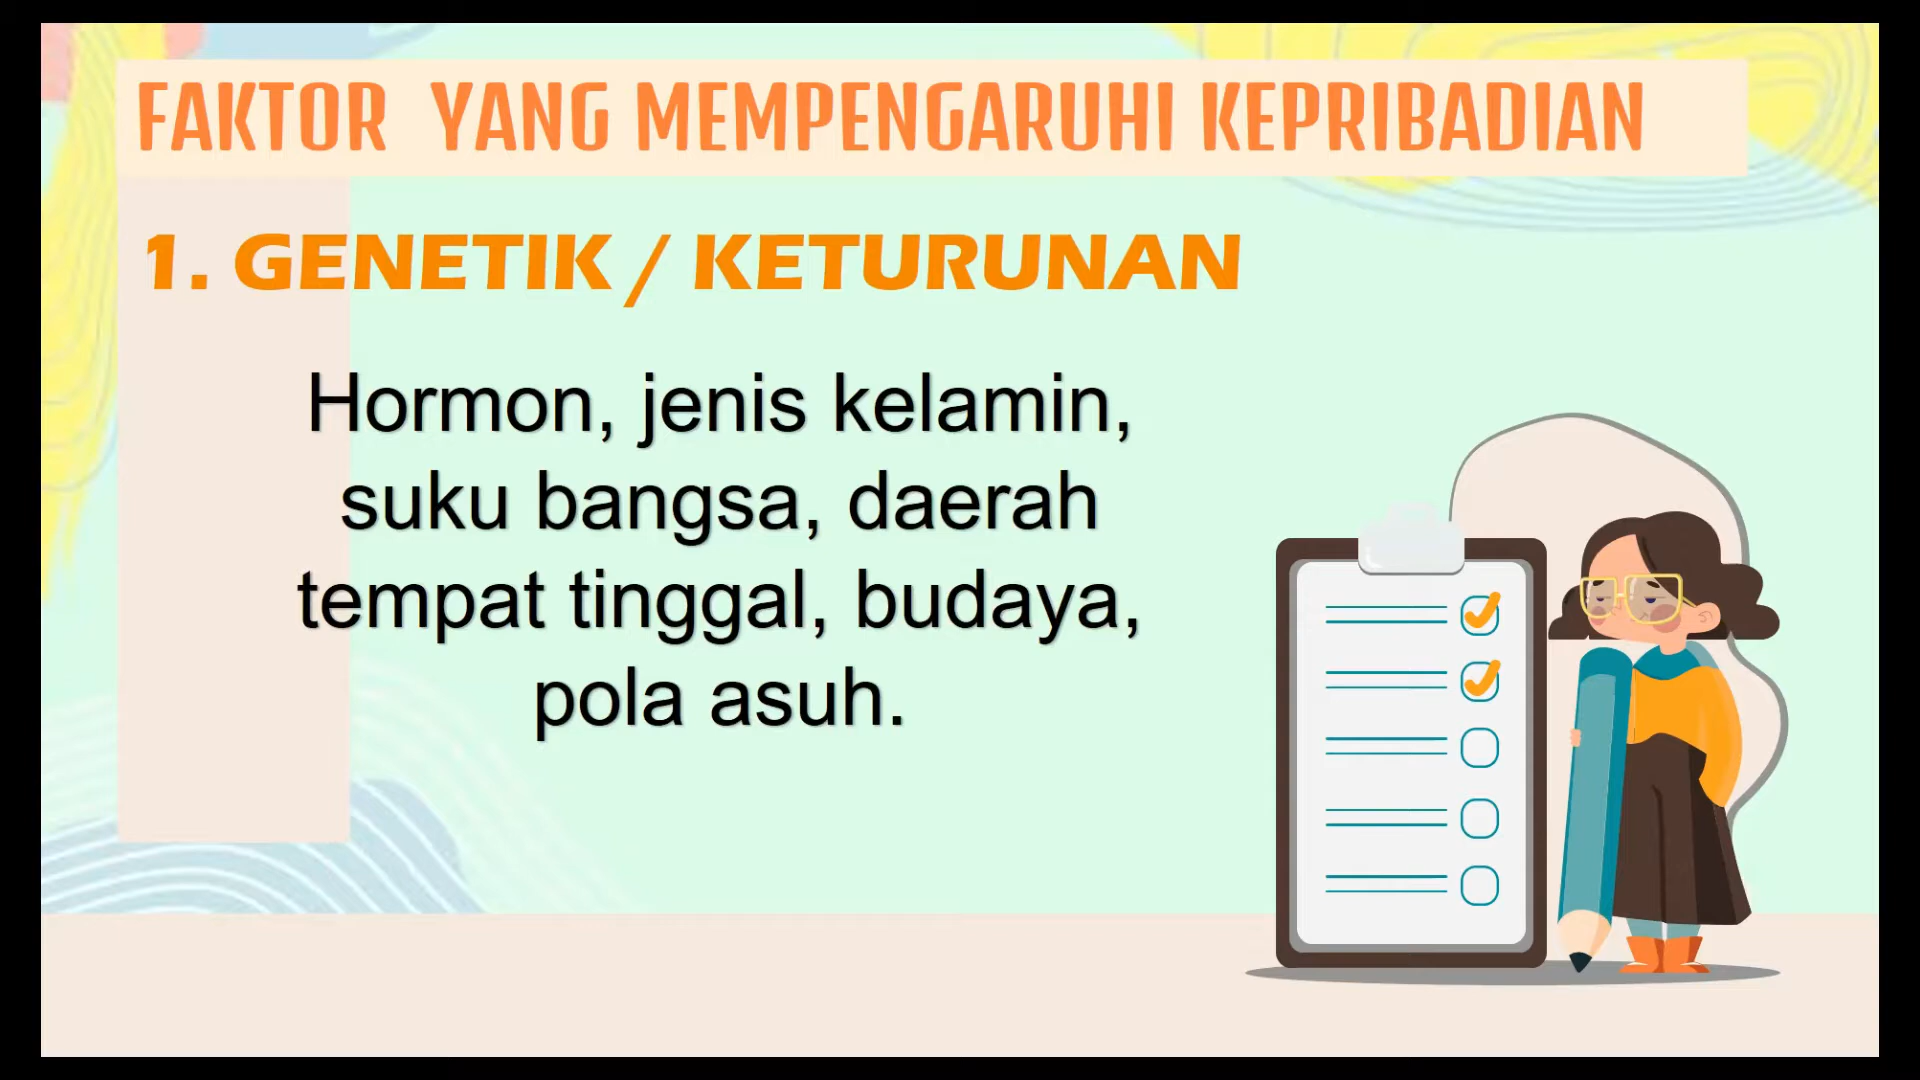 FAKTOR YANG MEMPENGARUHI KEPRIBADIAN
1. GENETIK / KETURUNAN
Hormon, jenis kelamin,
suku bangsa, daerah
tempat tinggal, budaya,
pola asuh.